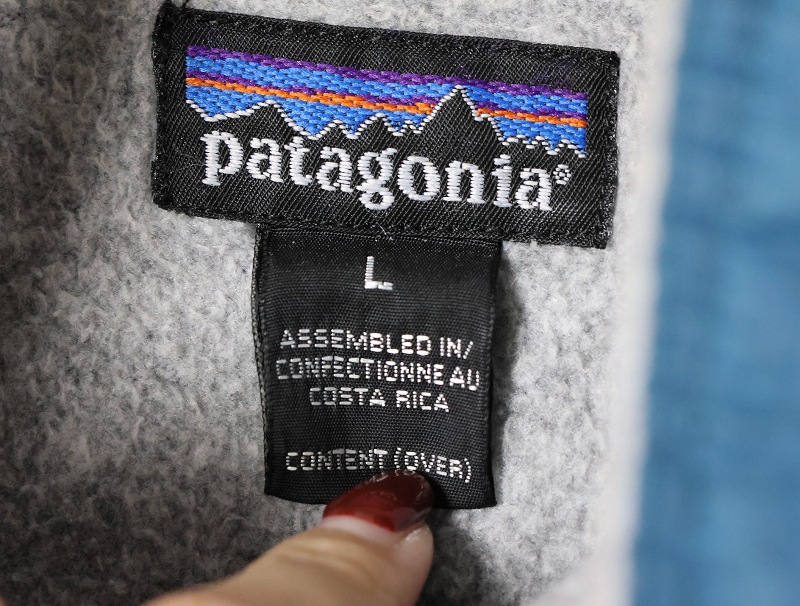 patagonia®
L
ASSEMBLED IN/
CONFECTIONNE AU
COSTA RICA
CONTENT (OVER)